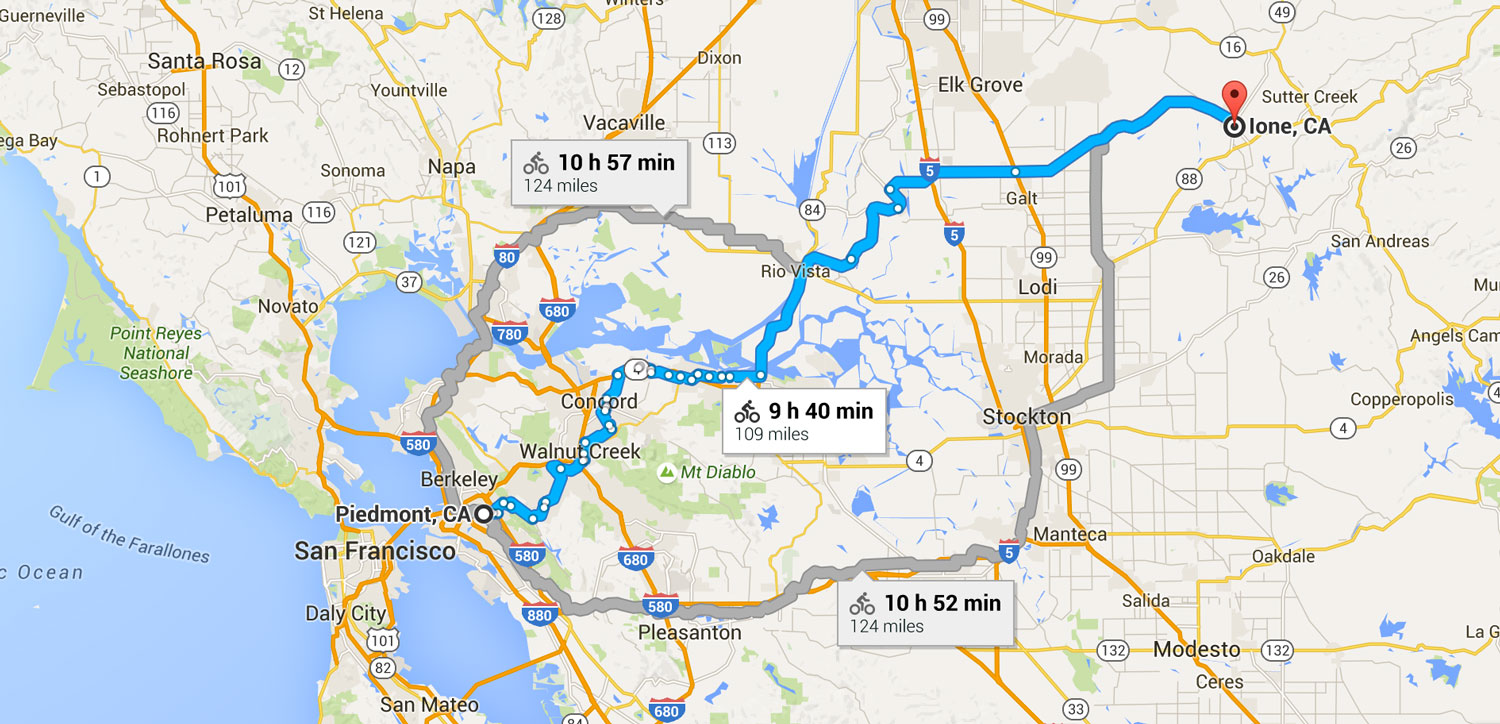 Guerneville
St Helena
128
Winters
99
49
16
Santa Rosa
12
Dixon
Elk Grove
Sutter Creek
Sebastopol
116
Yountville
Vacaville
Ione, CA
Rohnert Park
ega Bay
113
26
10 h 57 min
124 miles
1
101
Sonoma
Napa
5
88
Petaluma
116
84
Galt
121
80
5
San Andreas
37
Rio Vista
99
26
Novato
680
Lodi
Mu
780
Point Reyes
National
Seashore
Angels Cam
Morada
Concord
9 h 40 min
109 miles
Copperopolis
4
580
Stockton
4
Walnut Creek
4
Mt Diablo
99
Berkeley
Piedmont, CA
Gulf of the Farallones
San Francisco
580
680
5
Manteca
Oakdale
c Ocean
10 h 52 min
124 miles
Daly City
880
580
Salida
Pleasanton
La G
101
132
Modesto
132
82
Ceres
San Mateo
680
33
84